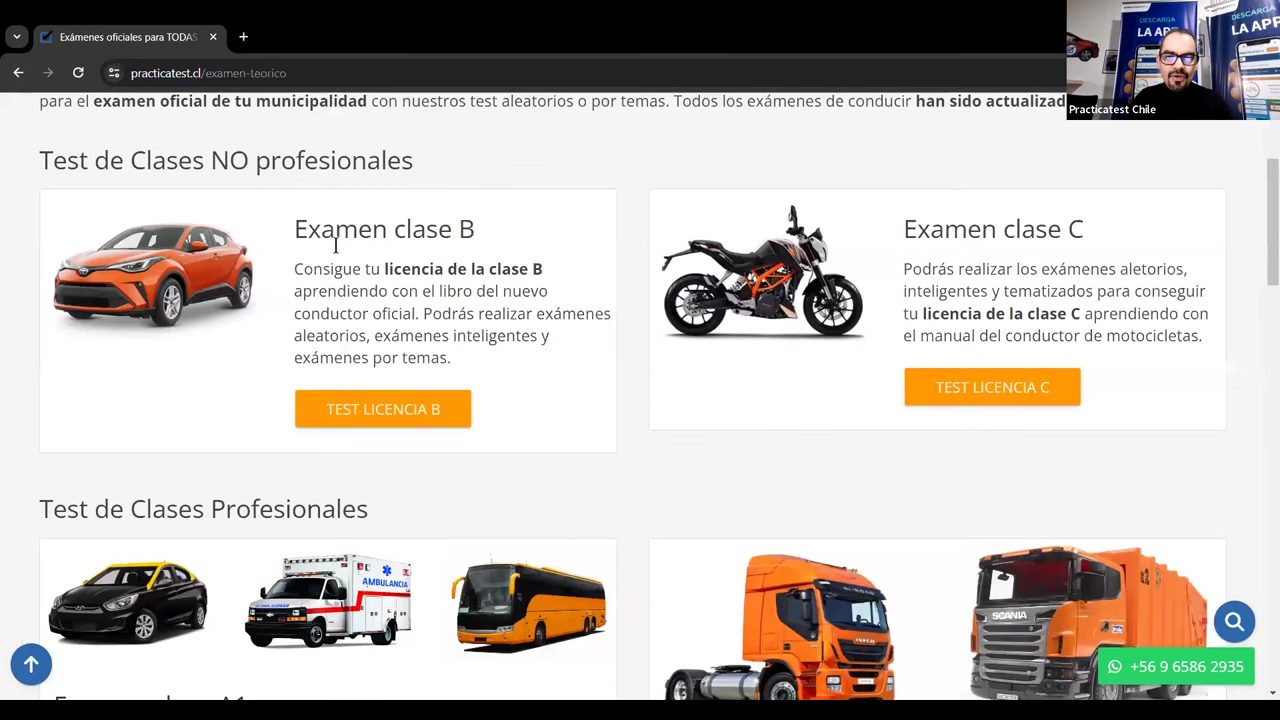 Exámenes oficiales para TODAS
practicatest.cl/examen-teorico
DESCARGA
LA APP
DESCARGA
LA APP
Practicatest Chile
para el examen oficial de tu municipalidad con nuestros test aleatorios o por temas. Todos los exámenes de conducir han sido actualizad
Test de Clases NO profesionales
Examen clase B
Consigue tu licencia de la clase B
aprendiendo con el libro del nuevo
conductor oficial. Podrás realizar exámenes
aleatorios, exámenes inteligentes y
exámenes por temas.
TEST LICENCIA B
Examen clase C
Podrás realizar los exámenes aletorios,
inteligentes y tematizados para conseguir
tu licencia de la clase C aprendiendo con
el manual del conductor de motocicletas.
TEST LICENCIA C
Test de Clases Profesionales
AMBULANCIA
SCANIA
+56 9 6586 2935